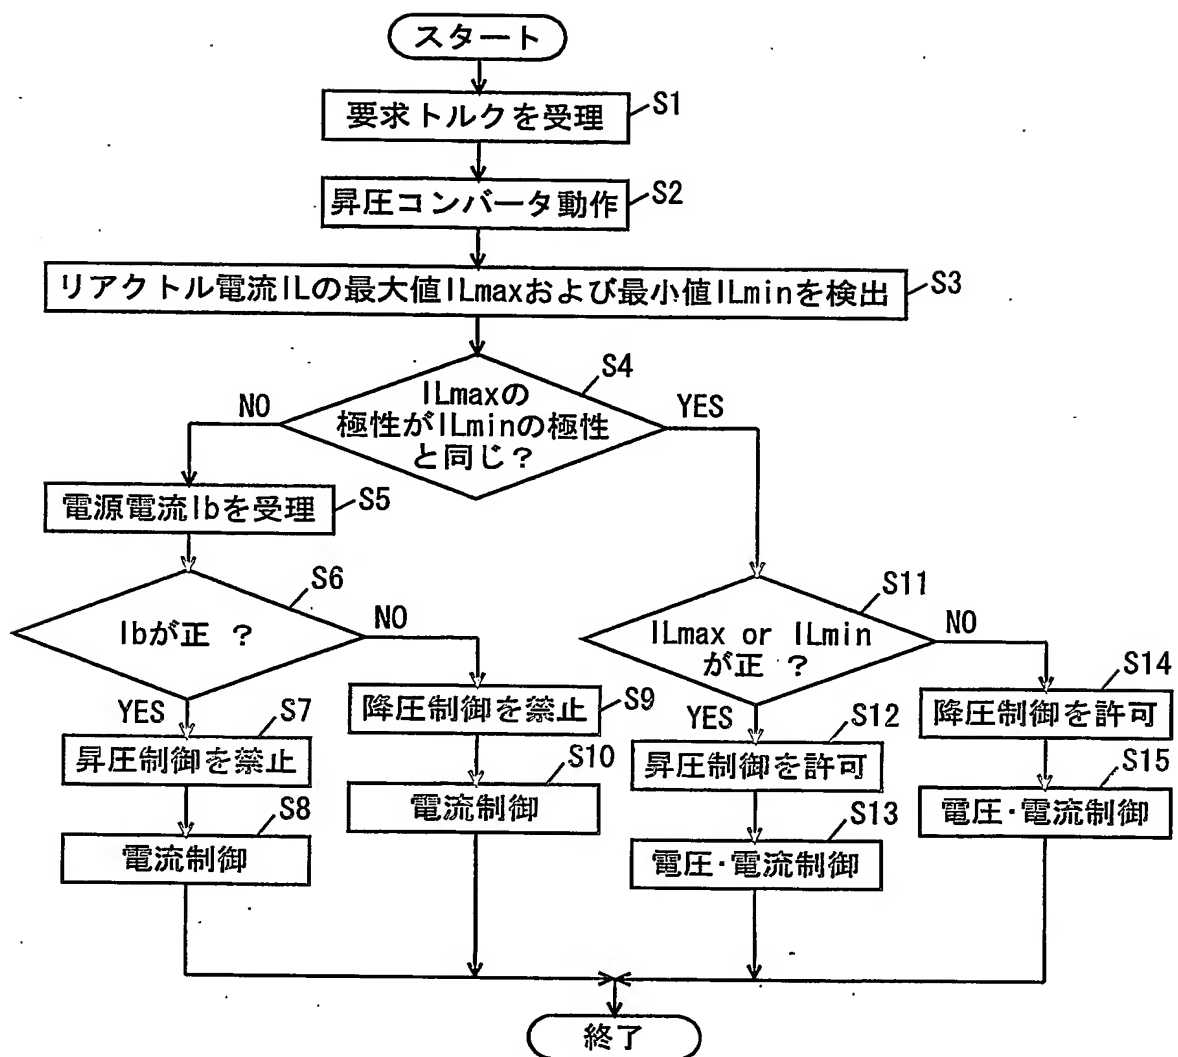 スタート
要求トルクを受理
S1
昇圧コンバータ動作
S2
リアクトル電流ILの最大値ILmaxおよび最小値ILminを検出
S3
S4
ILmaxの
極性がILminの極性
と同じ?
NO
YES
電源電流Ibを受理
S5
S6
Ibが正 ?
NO
YES
S7
昇圧制御を禁止
S8
電流制御
降圧制御を禁止
S9
S10
電流制御
S11
ILmax or ILmin
が正 ?
NO
YES
S12
昇圧制御を許可
S13
電圧・電流制御
S14
降圧制御を許可
S15
電圧・電流制御
終了